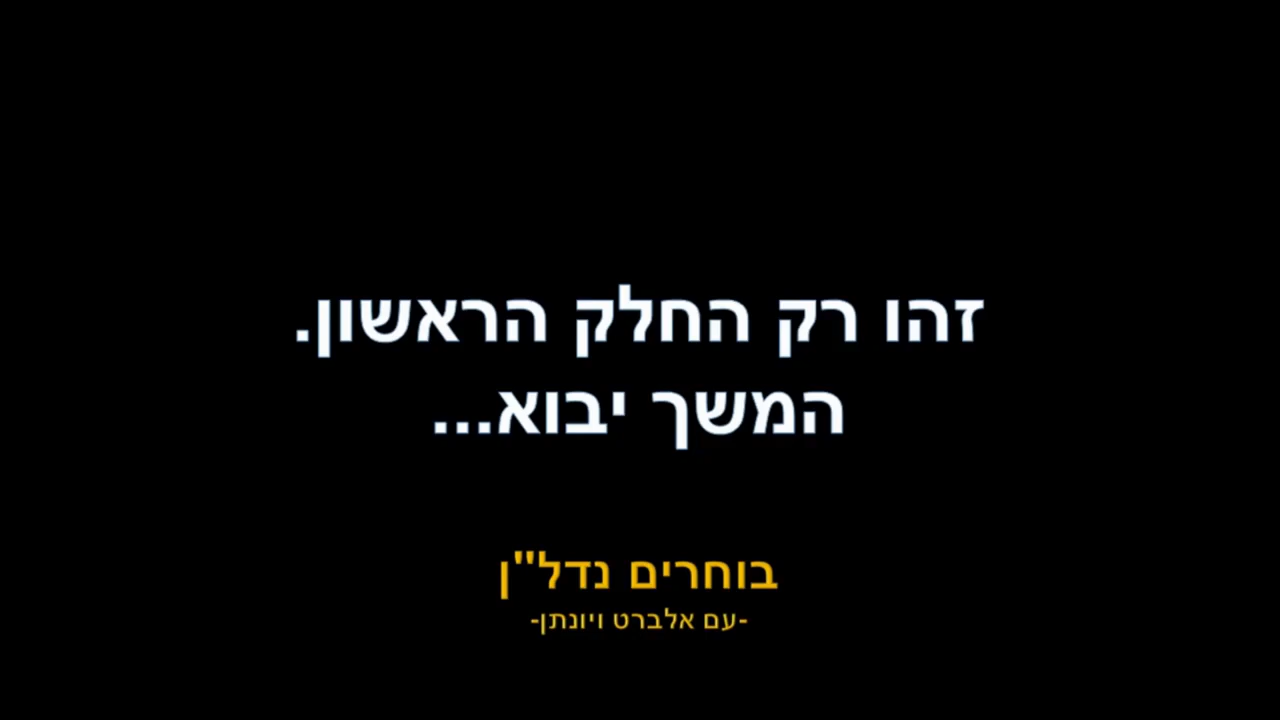 זהו רק החלק הראשון.
המשך יבוא...
בוחרים נדל"ן
-עם אלברט ויונתן-